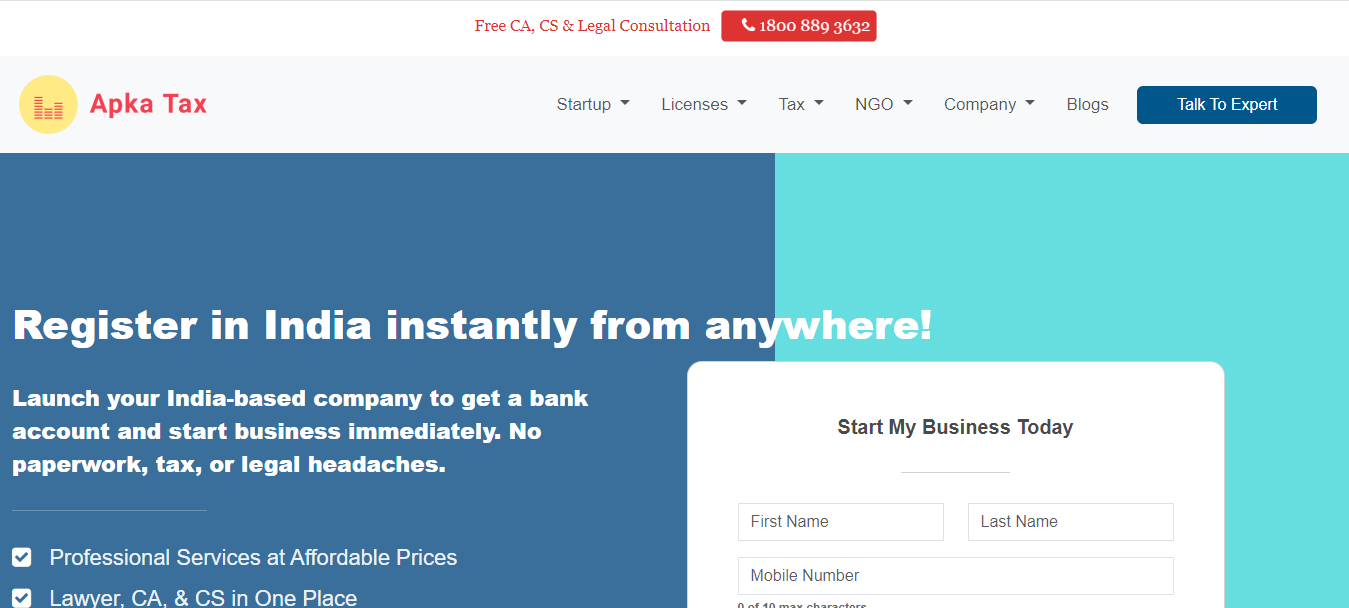 Free CA, CS & Legal Consultation 1800 889 3632
Apka Tax Startup Licenses Tax NGO Company Blogs Talk To Expert
Register in India instantly from anywhere!
Launch your India-based company to get a bank
account and start business immediately. No
paperwork, tax, or legal headaches.
Start My Business Today
First Name Last Name
Mobile Number
0 of 10 max characters
Professional Services at Affordable Prices
Lawyer, CA, & CS in One Place